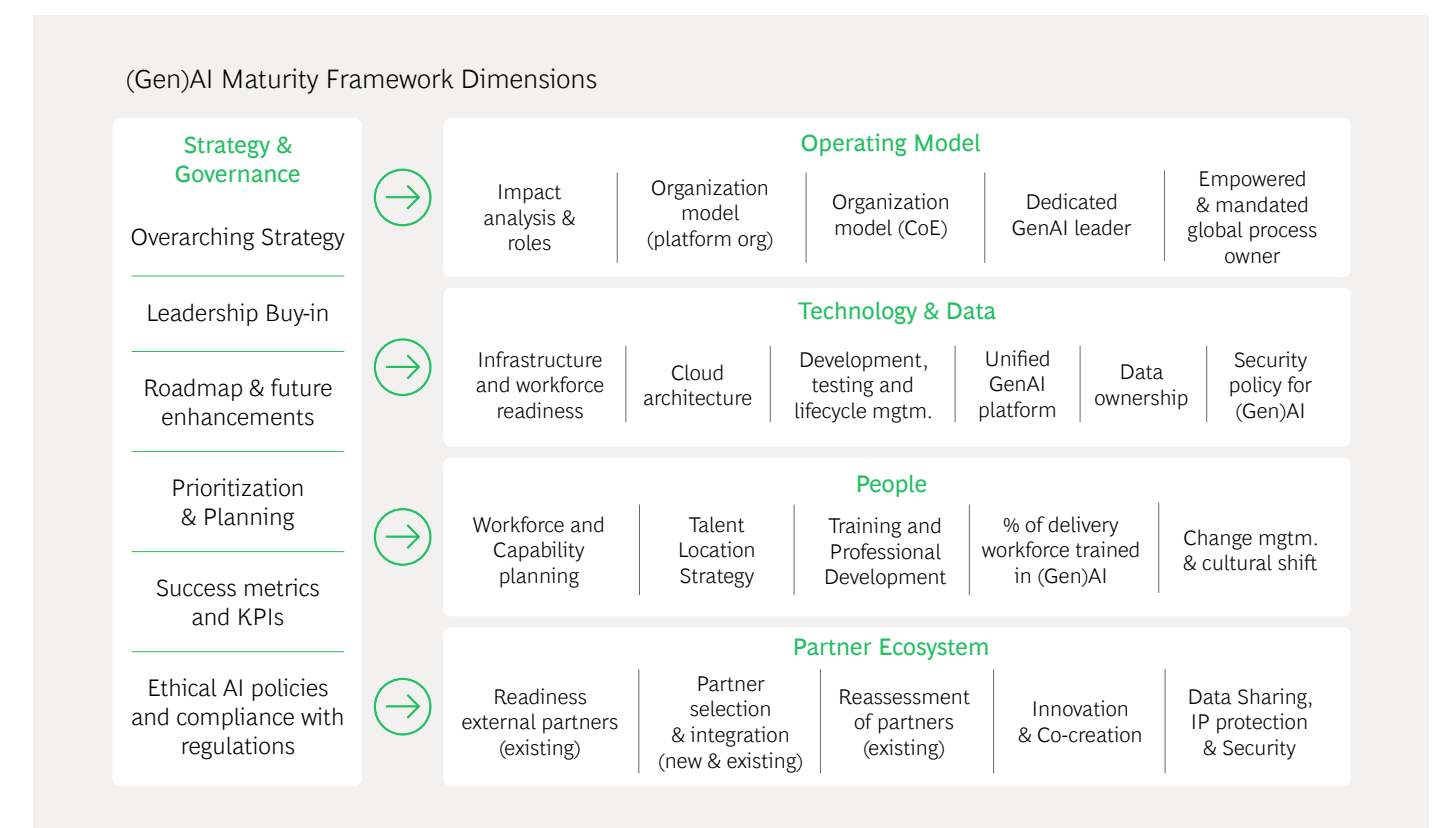 (Gen)AI Maturity Framework Dimensions
Strategy &
Governance
Overarching Strategy
Leadership Buy-in
Roadmap & future
enhancements
Prioritization
& Planning
Success metrics
and KPIs
Ethical AI policies
and compliance with
regulations
Operating Model
Impact
analysis &
roles
Organization
model
(platform org)
Organization
model (CoE)
Dedicated
GenAI leader
Empowered
& mandated
global process
owner
Technology & Data
Infrastructure
and workforce
readiness
Cloud
architecture
Development,
testing and
lifecycle mgtm.
Unified
GenAI
platform
Data
ownership
Security
policy for
(Gen)AI
People
Workforce and
Capability
planning
Talent
Location
Strategy
Training and
Professional
Development
% of delivery
workforce trained
in (Gen)AI
Change mgtm.
& cultural shift
Partner Ecosystem
Readiness
external partners
(existing)
Partner
selection
& integration
(new & existing)
Reassessment
of partners
(existing)
Innovation
& Co-creation
Data Sharing,
IP protection
& Security